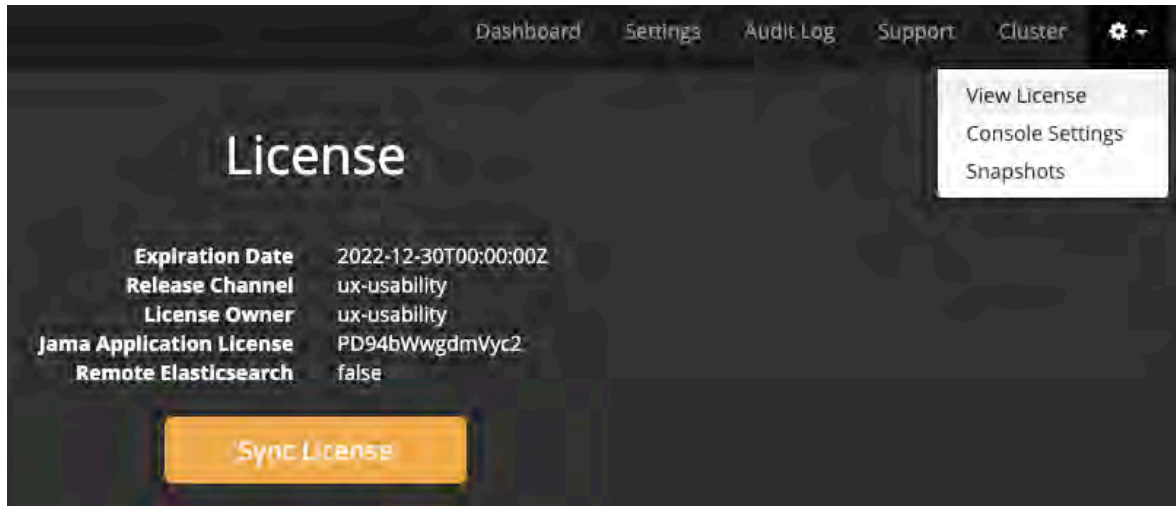 Dashboard Settings Audit Log Support Cluster
View License
Console Settings
Snapshots
License
Expiration Date 2022-12-30T00:00:00Z
Release Channel ux-usability
License Owner ux-usability
Jama Application License PD94bWwgdmVyc2
Remote Elasticsearch false
Sync License